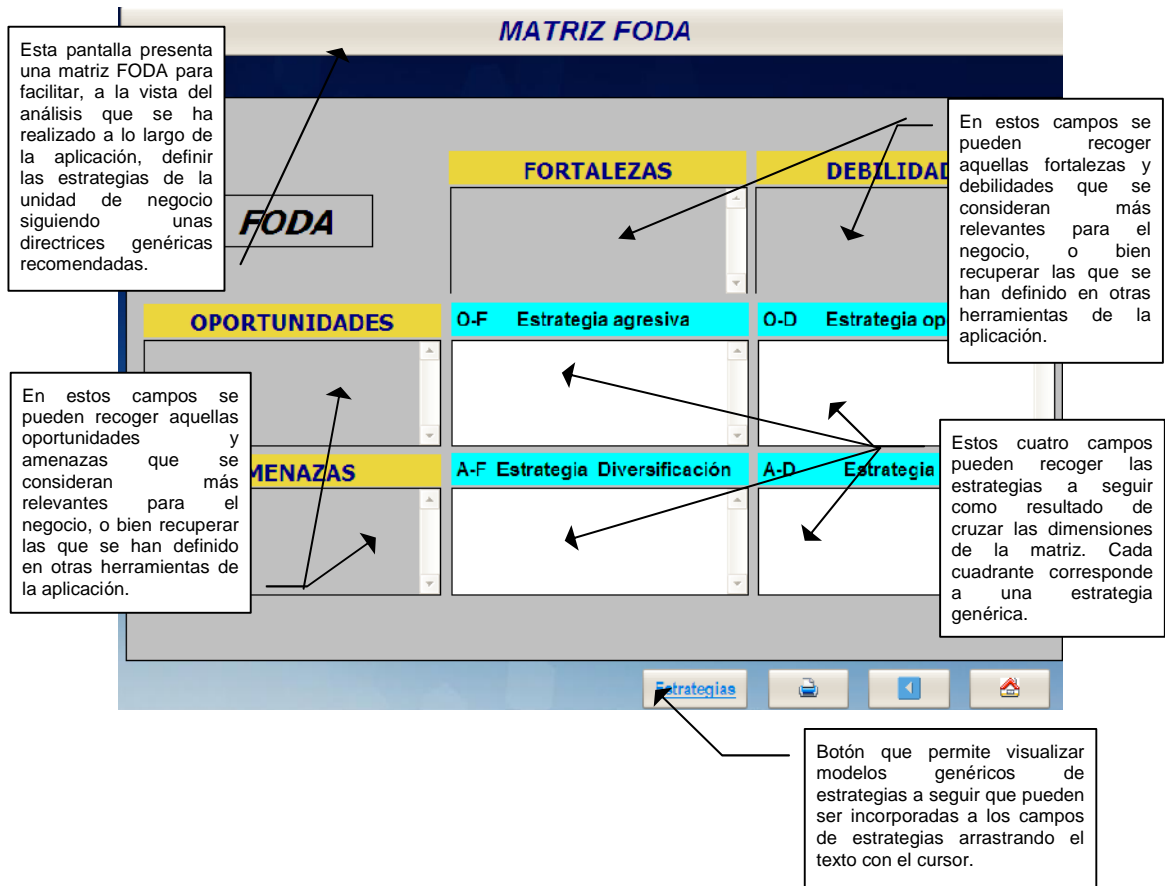 MATRIZ FODA
Esta pantalla presenta
una matriz FODA para
facilitar, a la vista del
análisis que se ha
realizado a lo largo de
la aplicación, definir
las estrategias de la
unidad de negocio
siguiendo unas
directrices genéricas
recomendadas.
En estos campos se
pueden recoger
aquellas fortalezas y
debilidades que se
consideran más
relevantes para el
negocio, o bien
recuperar las que se
han definido en otras
herramientas de la
aplicación.
FORTALEZAS
DEBILIDAD
FODA
OPORTUNIDADES
O-F Estrategia agresiva
O-D Estrategia op
En estos campos se
pueden recoger aquellas
oportunidades y
amenazas que se
consideran más
relevantes para el
negocio, o bien recuperar
las que se han definido
en otras herramientas de
la aplicación.
Estos cuatro campos
pueden recoger las
estrategias a seguir
como resultado de
cruzar las dimensiones
de la matriz. Cada
cuadrante corresponde
a una estrategia
genérica.
MENAZAS
A-F Estrategia Diversificación
A-D Estrategia
Estrategias
Botón que permite visualizar
modelos genéricos de
estrategias a seguir que pueden
ser incorporadas a los campos
de estrategias arrastrando el
texto con el cursor.